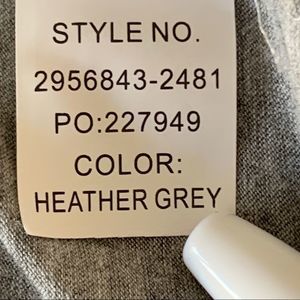 STYLE NO.
2956843-2481
PO:227949
COLOR:
HEATHER GREY